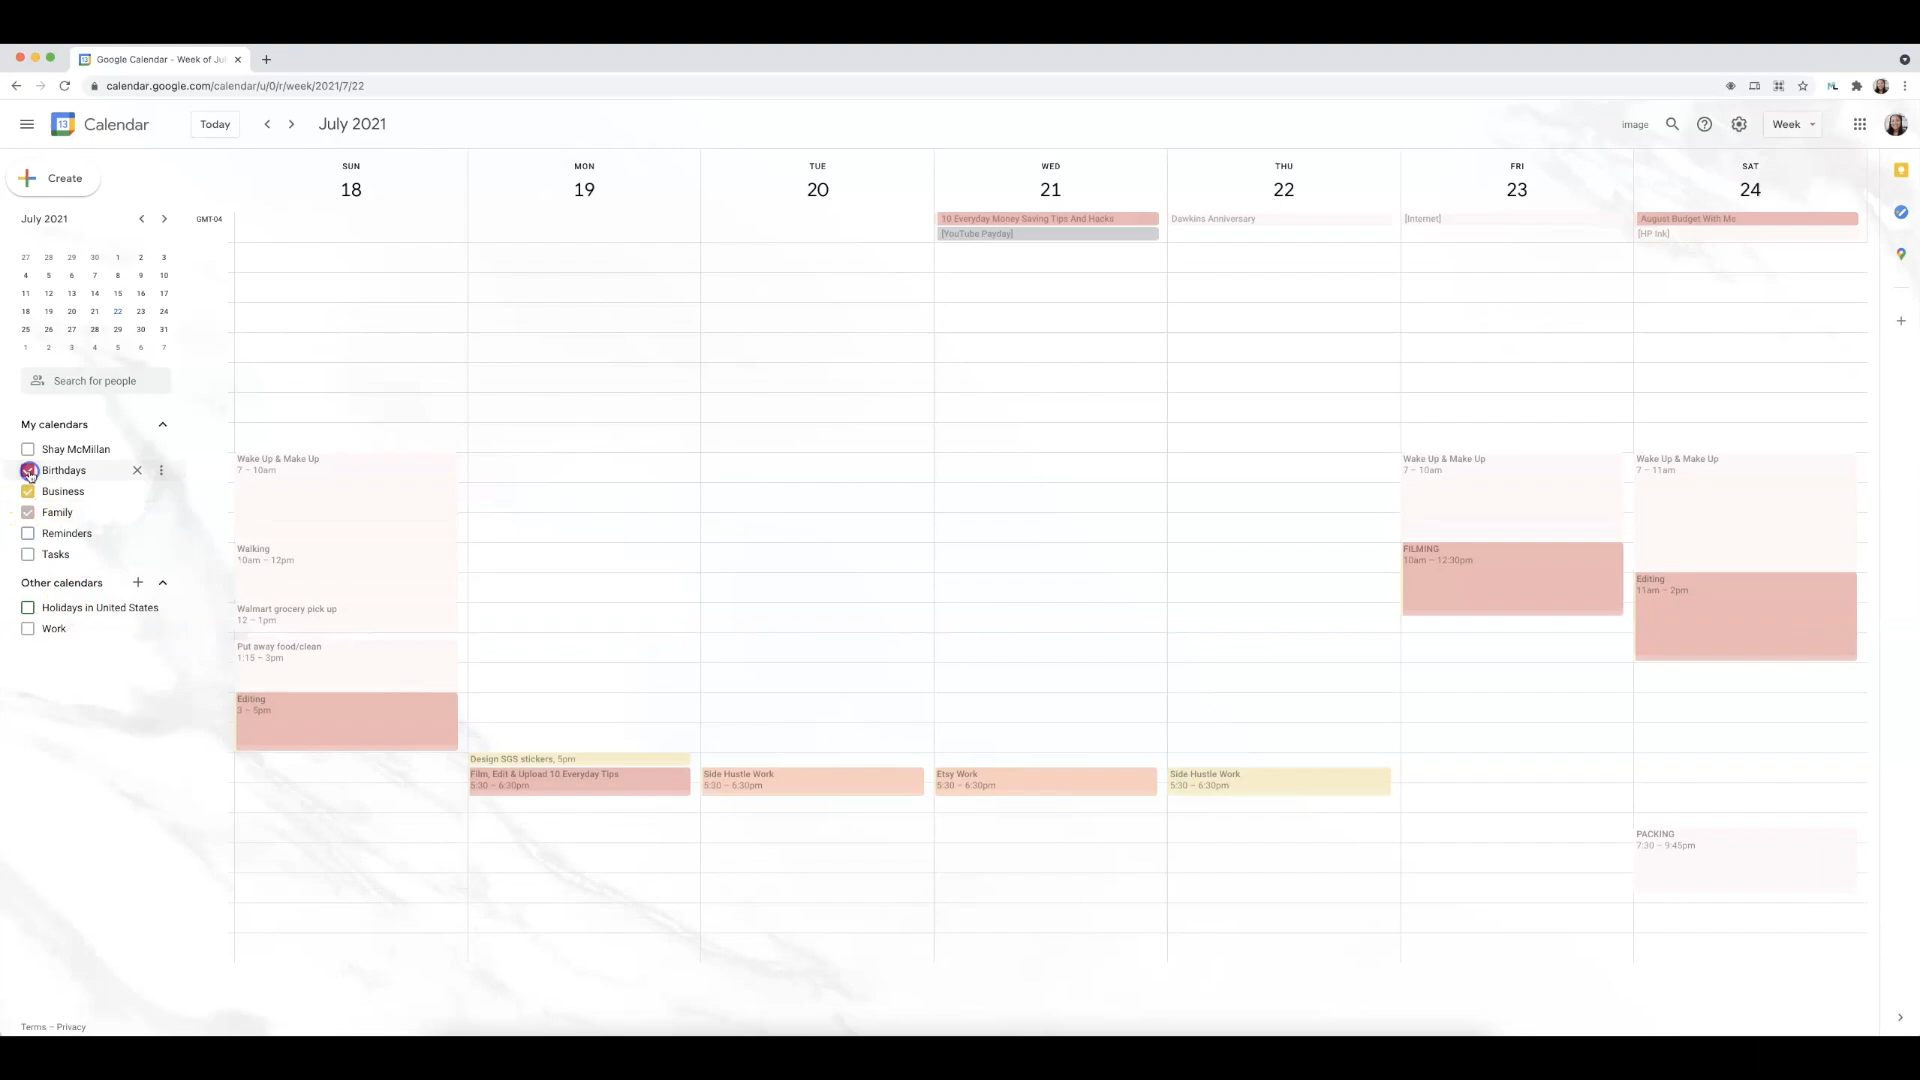 Google Calendar - Week of Jul
calendar.google.com/calendar/u/0/r/week/2021/7/22
13 Calendar
Today
July 2021
image
Week
Create
July 2021
GMT-04
27 28 29 30 1 2 3
4 5 6 7 8 9 10
11 12 13 14 15 16 17
18 19 20 21 22 23 24
25 26 27 28 29 30 31
1 2 3 4 5 6 7
Search for people
My calendars
Shay McMillan
Birthdays
Business
Family
Reminders
Tasks
Other calendars
Holidays in United States
Work
Terms – Privacy
SUN
18
Wake Up & Make Up
7 – 10am
Walking
10am – 12pm
Walmart grocery pick up
12 – 1pm
Put away food/clean
1:15 – 3pm
Editing
3 – 5pm
MON
19
Design SGS stickers, 5pm
Film, Edit & Upload 10 Everyday Tips
5:30 – 6:30pm
TUE
20
Side Hustle Work
5:30 – 6:30pm
WED
21
10 Everyday Money Saving Tips And Hacks
[YouTube Payday]
Etsy Work
5:30 – 6:30pm
THU
22
Dawkins Anniversary
Side Hustle Work
5:30 – 6:30pm
FRI
23
[Internet]
Wake Up & Make Up
7 – 10am
FILMING
10am – 12:30pm
SAT
24
August Budget With Me
[HP Ink]
Wake Up & Make Up
7 – 11am
Editing
11am – 2pm
PACKING
7:30 – 9:45pm